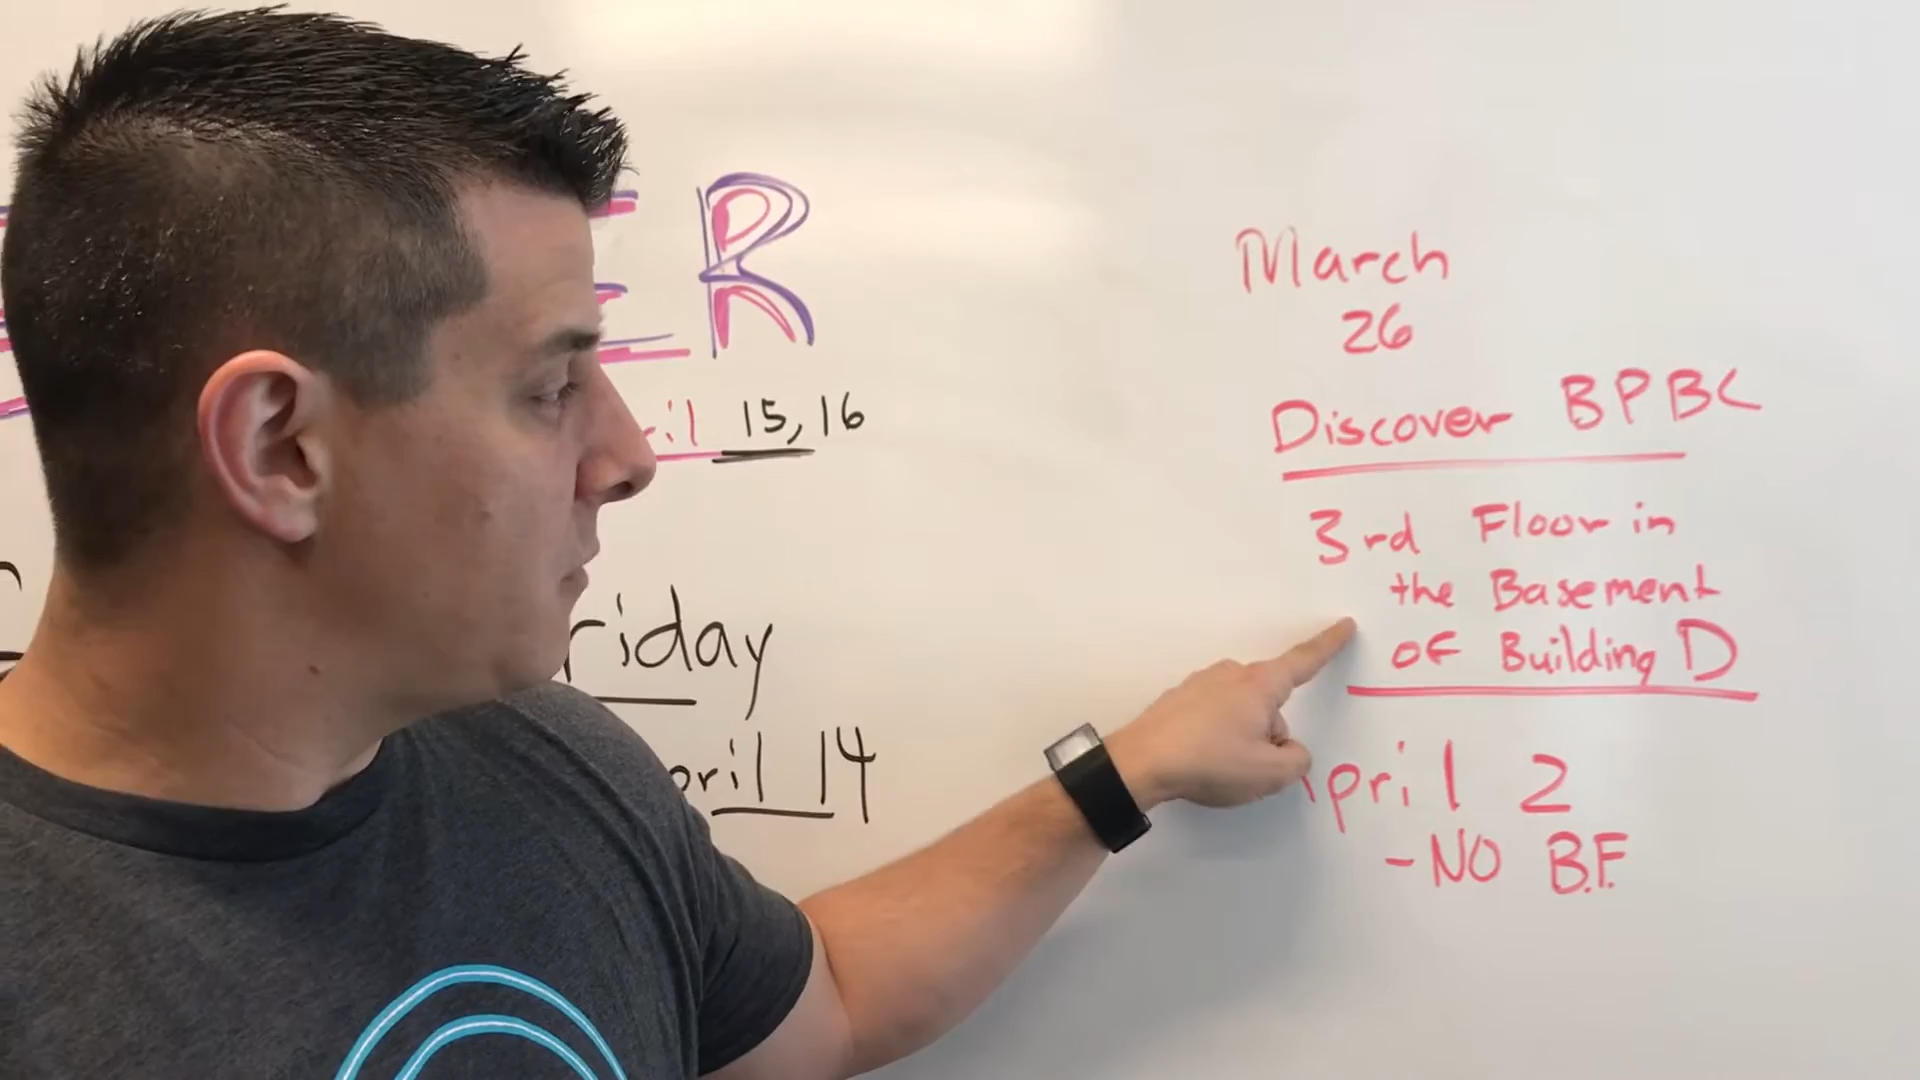 ER
ril 15, 16
riday
pril 14
March
26
Discover BPBC
3rd Floor in
the Basement
of Building D
pril 2
-NO B.F.